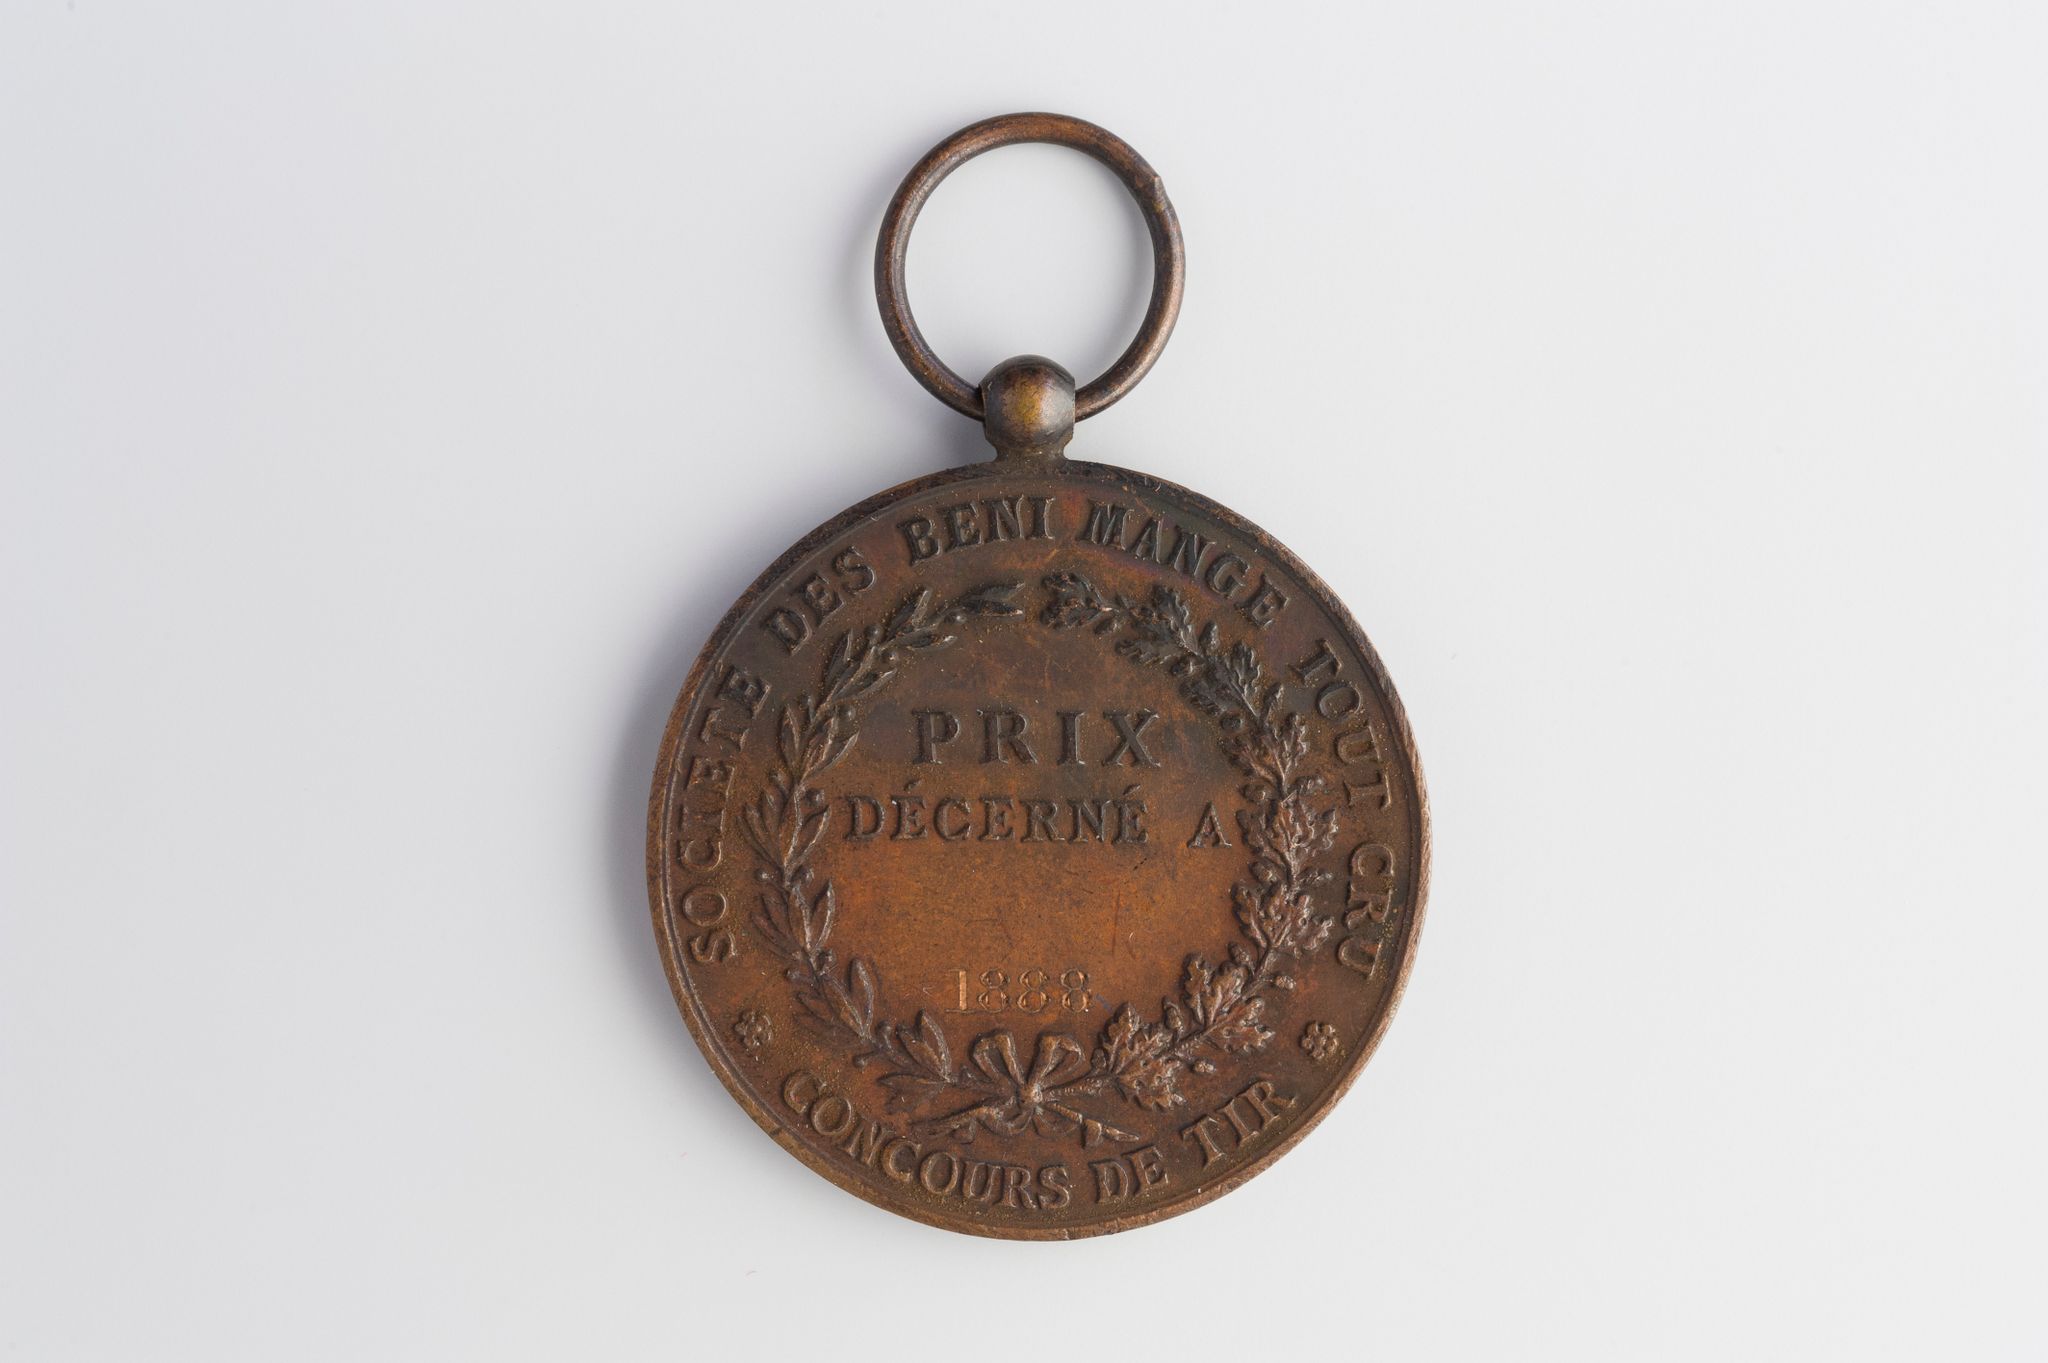 SOCIETE DES BENI MANGE TOUT CRU
PRIX
DÉCERNÉ A
1888
CONCOURS DE TIR